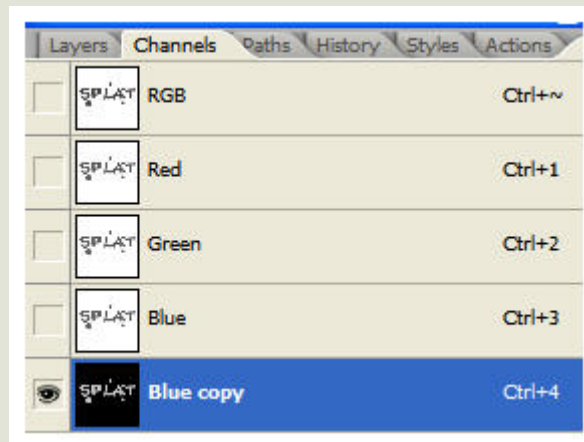 Layers Channels Paths History Styles Actions
SPLAT RGB Ctrl+~
SPLAT Red Ctrl+1
SPLAT Green Ctrl+2
SPLAT Blue Ctrl+3
SPLAT Blue copy Ctrl+4